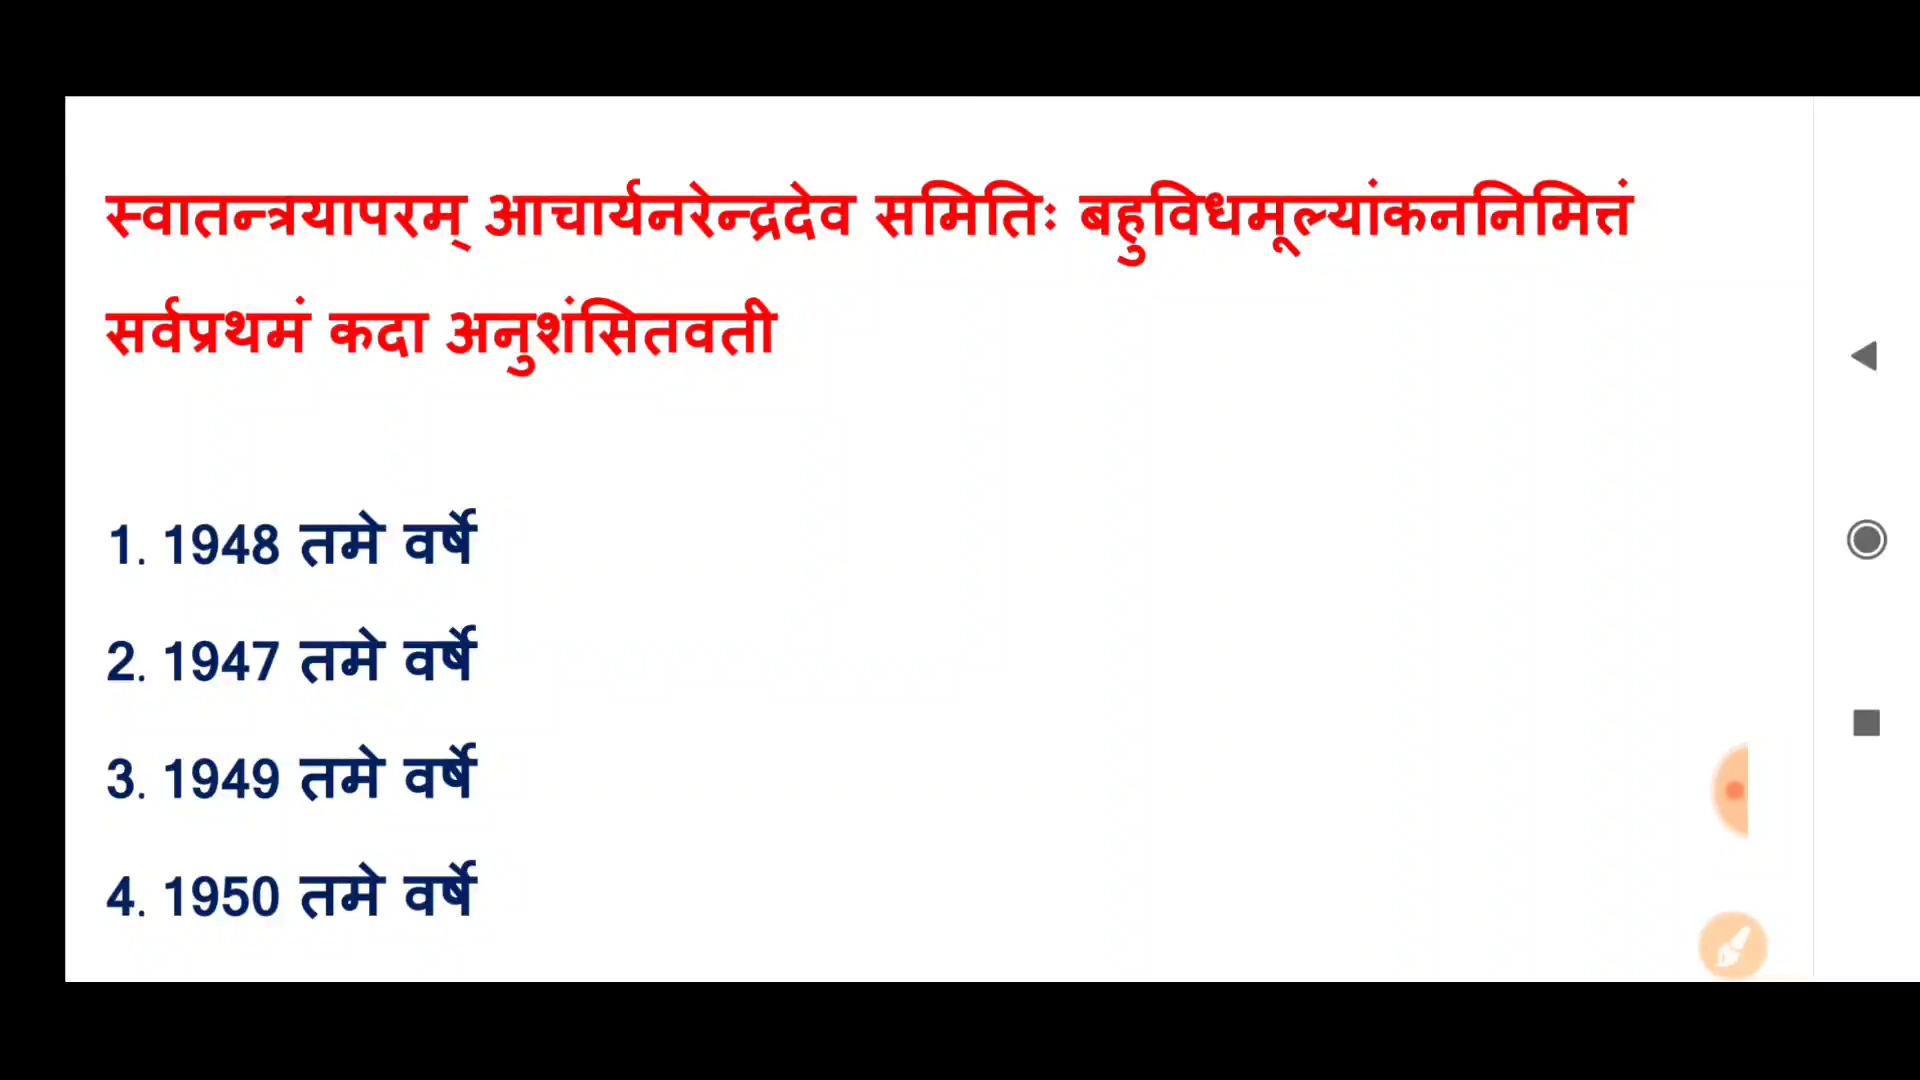 स्वातन्त्रयापरम् आचार्यनरेन्द्रदेव समितिः बहुविधमूल्यांकननिमित्तं
सर्वप्रथमं कदा अनुशंसितवती
1. 1948 तमे वर्षे
2. 1947 तमे वर्षे
3. 1949 तमे वर्षे
4. 1950 तमे वर्षे